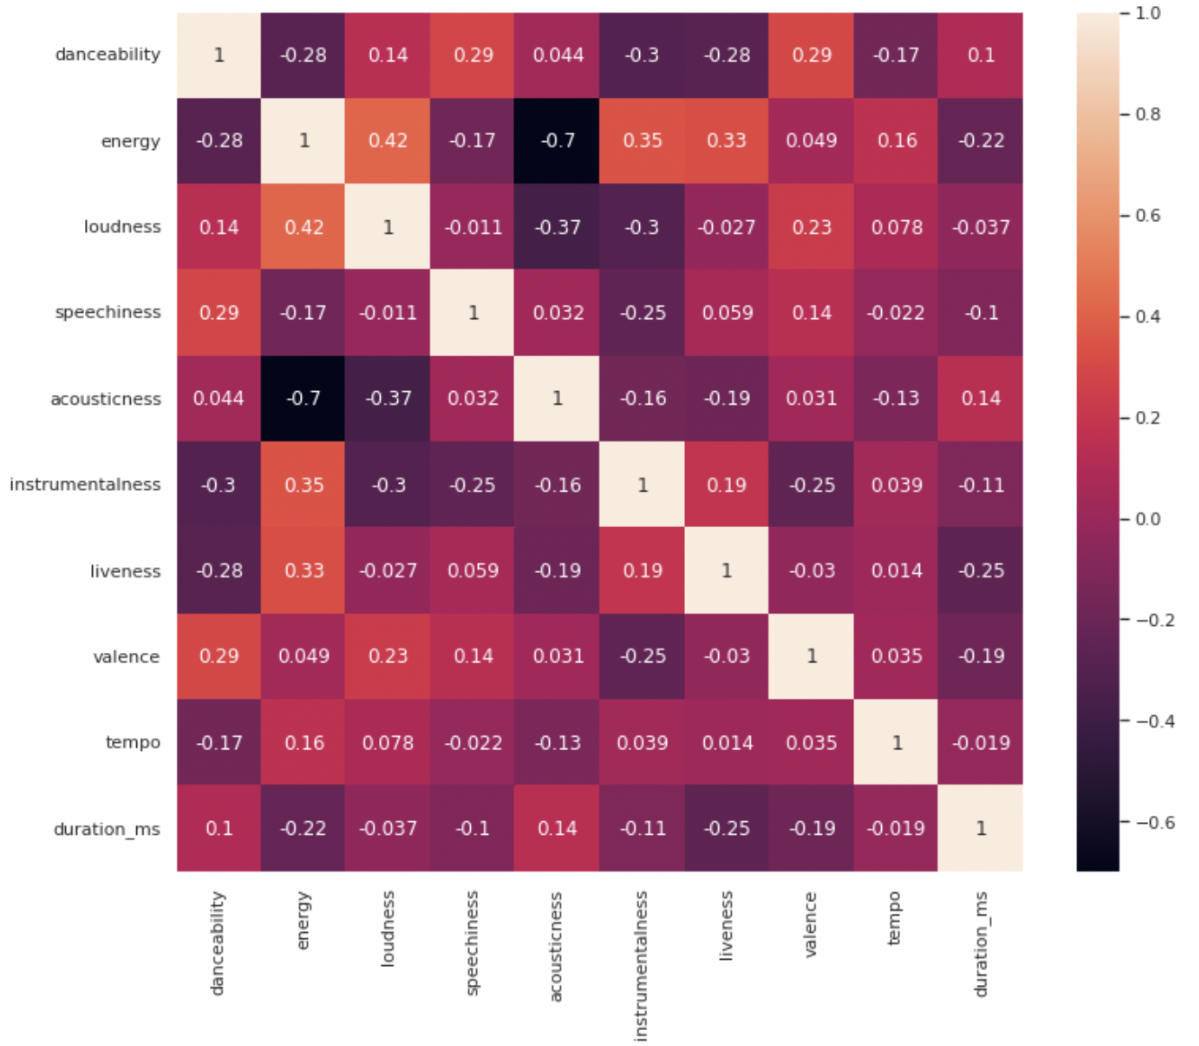 danceability 1 -0.28 0.14 0.29 0.044 -0.3 -0.28 0.29 -0.17 0.1
energy -0.28 1 0.42 -0.17 -0.7 0.35 0.33 0.049 0.16 -0.22
loudness 0.14 0.42 1 -0.011 -0.37 -0.3 -0.027 0.23 0.078 -0.037
speechiness 0.29 -0.17 -0.011 1 0.032 -0.25 0.059 0.14 -0.022 -0.1
acousticness 0.044 -0.7 -0.37 0.032 1 -0.16 -0.19 0.031 -0.13 0.14
instrumentalness -0.3 0.35 -0.3 -0.25 -0.16 1 0.19 -0.25 0.039 -0.11
liveness -0.28 0.33 -0.027 0.059 -0.19 0.19 1 -0.03 0.014 -0.25
valence 0.29 0.049 0.23 0.14 0.031 -0.25 -0.03 1 0.035 -0.19
tempo -0.17 0.16 0.078 -0.022 -0.13 0.039 0.014 0.035 1 -0.019
duration_ms 0.1 -0.22 -0.037 -0.1 0.14 -0.11 -0.25 -0.19 -0.019 1
danceability
energy
loudness
speechiness
acousticness
instrumentalness
liveness
valence
tempo
duration_ms
1.0
0.8
0.6
0.4
0.2
0.0
−0.2
−0.4
−0.6